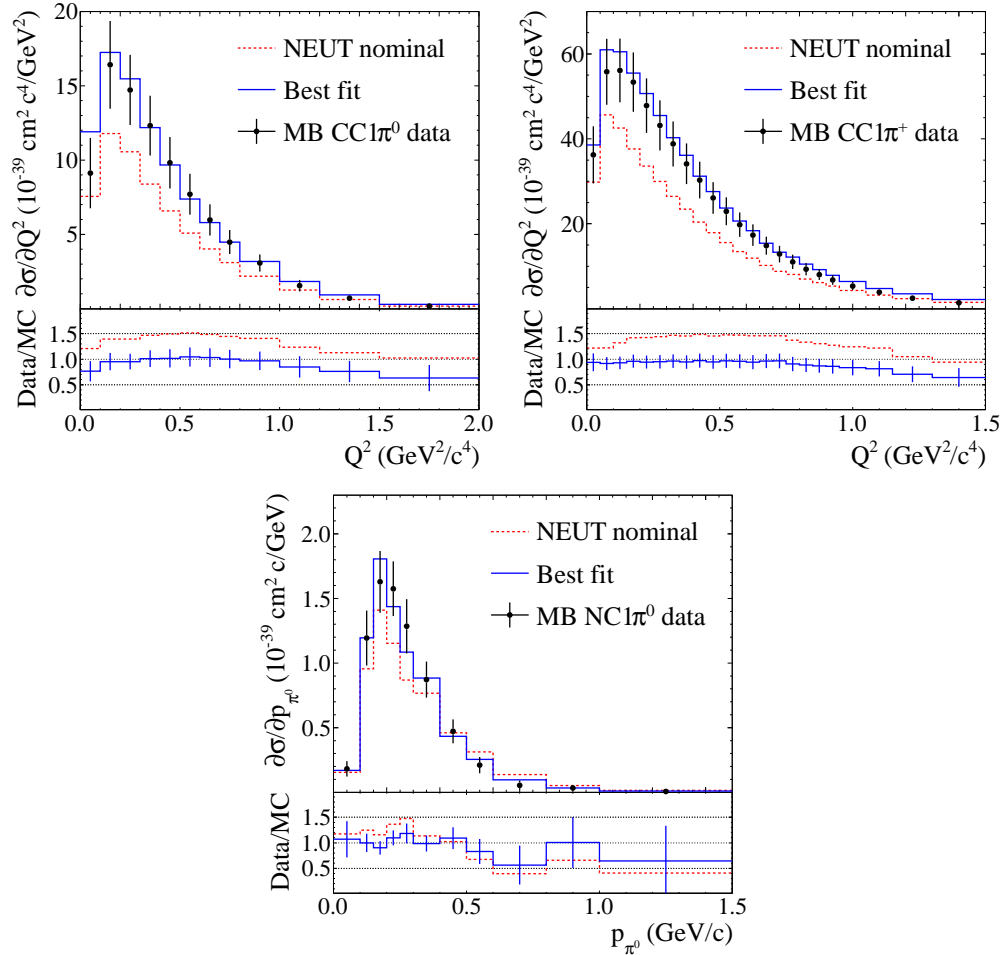 ∂σ/∂Q² (10⁻³⁹ cm² c⁴/GeV²)
20
15
10
5
NEUT nominal
Best fit
MB CC1π⁰ data
Data/MC
1.5
1.0
0.5
0.0 0.5 1.0 1.5 2.0
Q² (GeV²/c⁴)
∂σ/∂Q² (10⁻³⁹ cm² c⁴/GeV²)
60
40
20
NEUT nominal
Best fit
MB CC1π⁺ data
Data/MC
1.5
1.0
0.5
0.0 0.5 1.0 1.5
Q² (GeV²/c⁴)
∂σ/∂p_π⁰ (10⁻³⁹ cm² c/GeV)
2.0
1.5
1.0
0.5
NEUT nominal
Best fit
MB NC1π⁰ data
Data/MC
1.5
1.0
0.5
0.0 0.5 1.0 1.5
p_π⁰ (GeV/c)